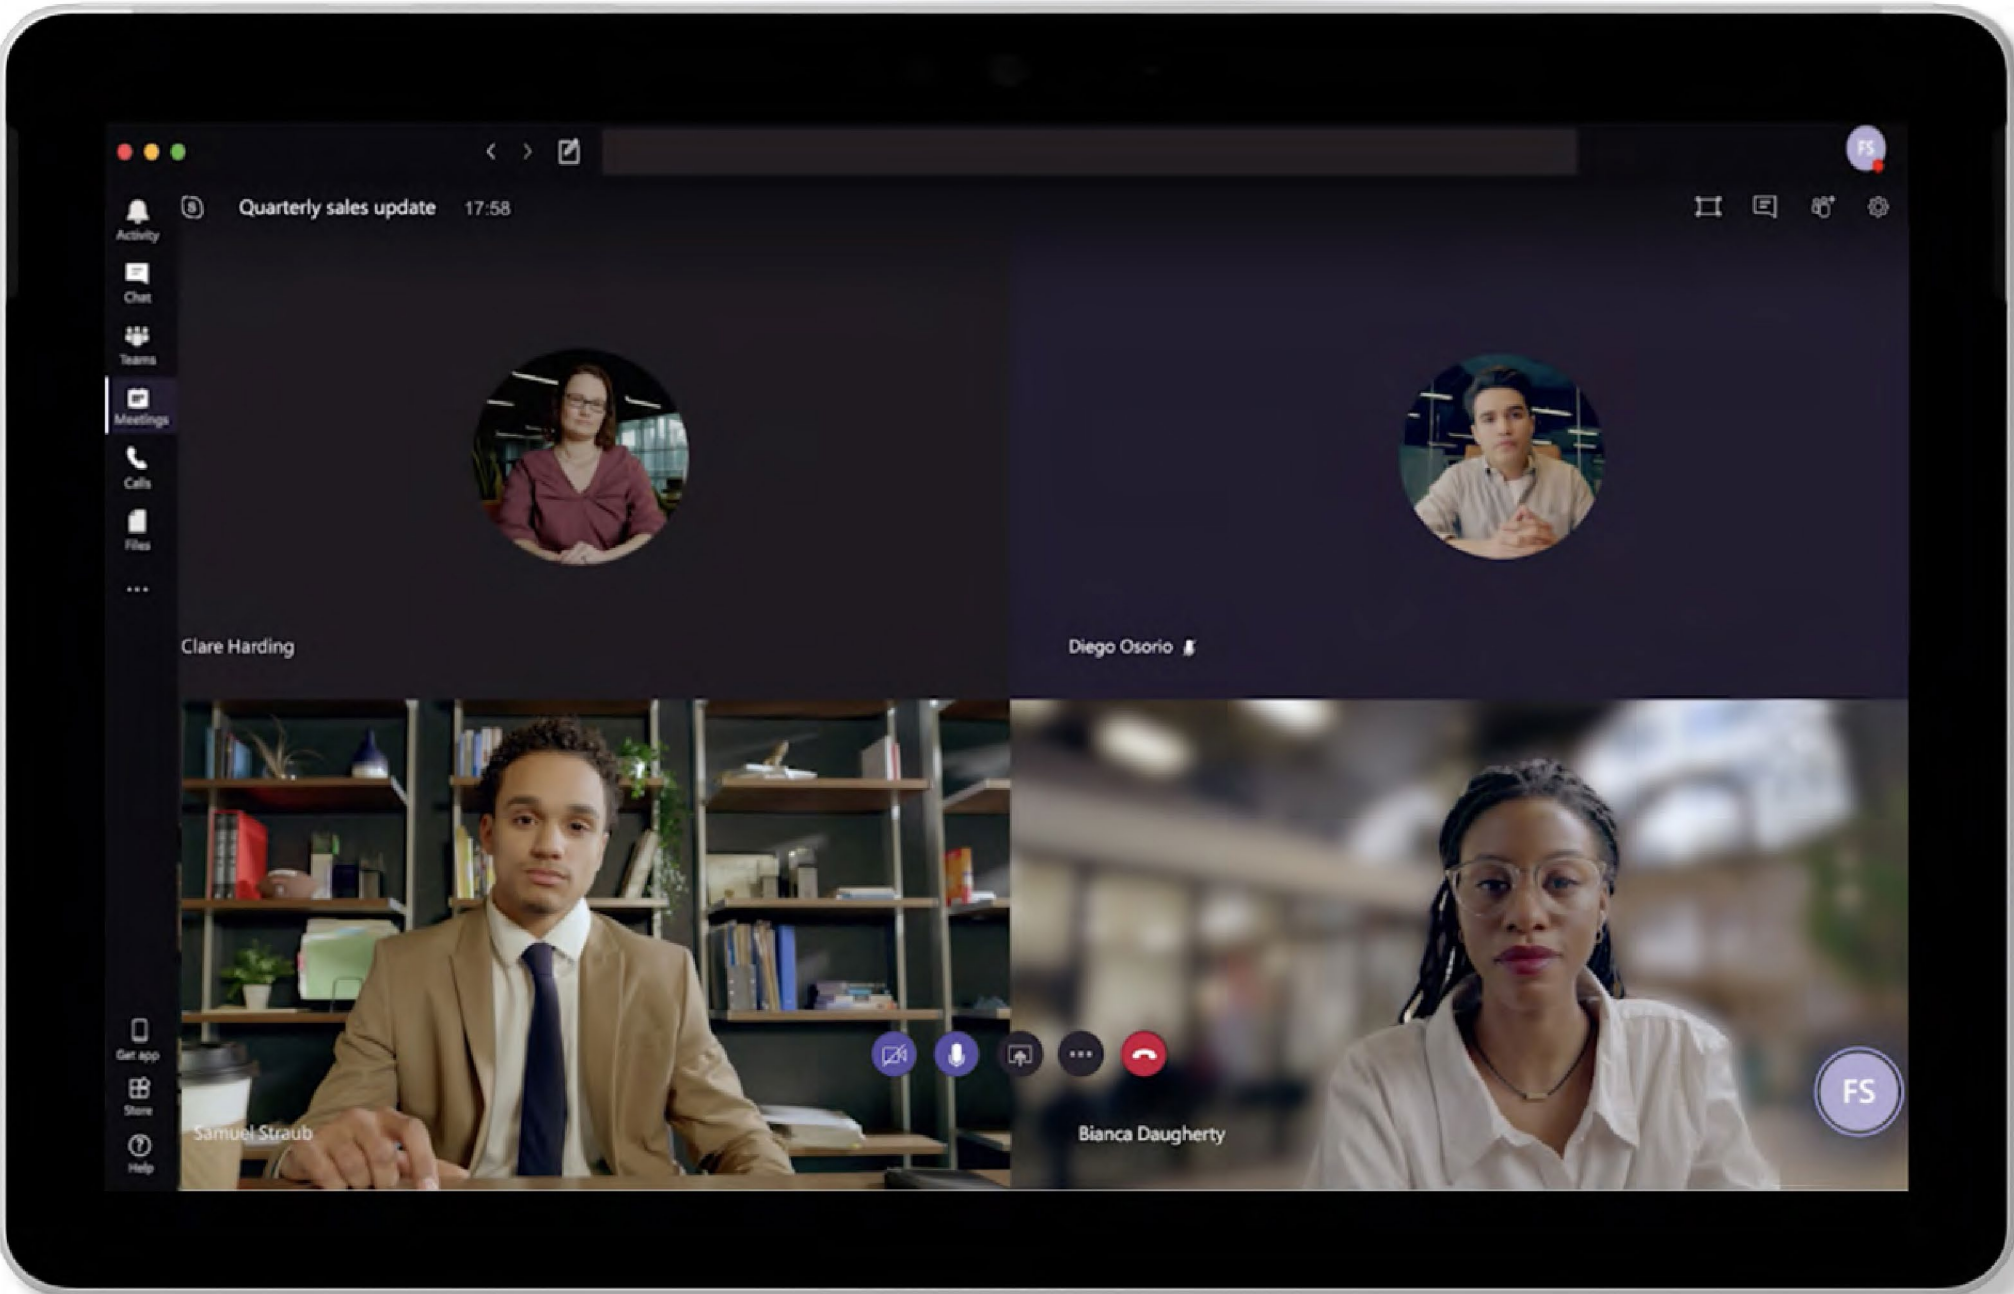 FS
Quarterly sales update 17:58
Activity
Chat
Teams
Meetings
Calls
Files
Clare Harding
Diego Osorio
Get app
Store
Help
Samuel Straub
Bianca Daugherty
FS